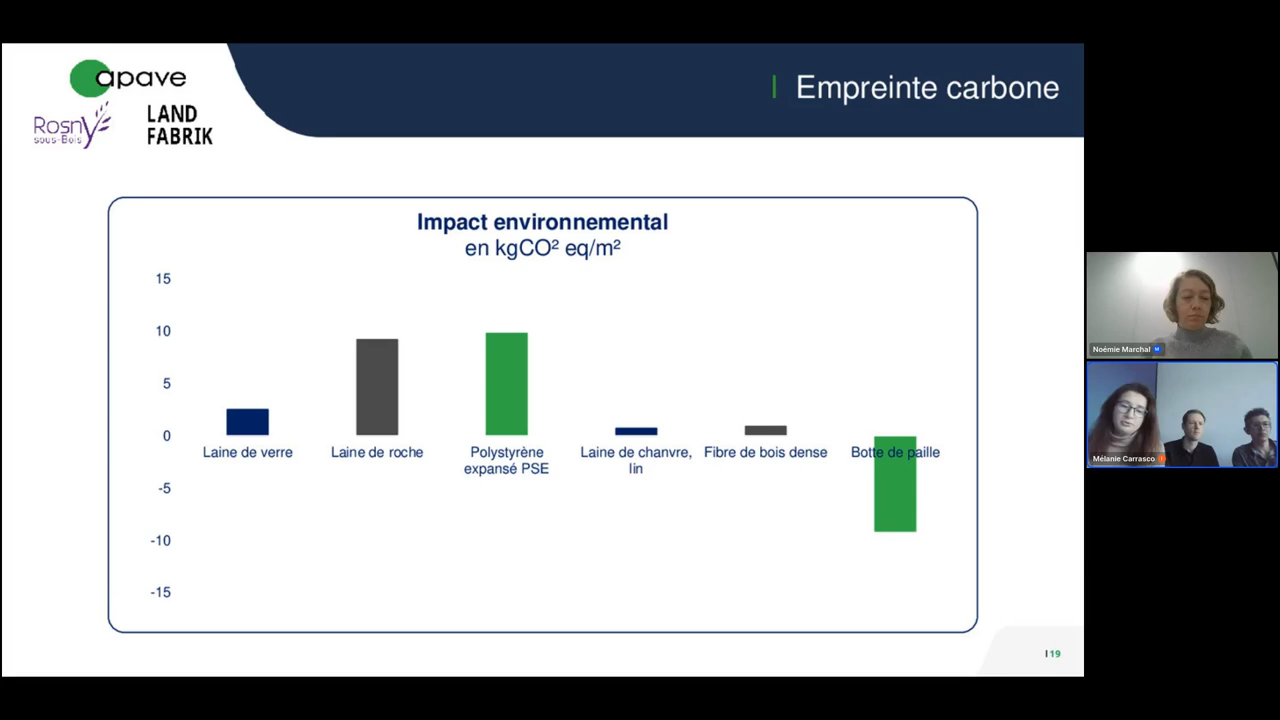 apave
Rosny
sous-Bois
LAND
FABRIK
Empreinte carbone
Impact environnemental
en kgCO² eq/m²
15
10
5
0
-5
-10
-15
Laine de verre
Laine de roche
Polystyrène
expansé PSE
Laine de chanvre,
lin
Fibre de bois dense
Botte de paille
19
Noémie Marchal
Mélanie Carrasco